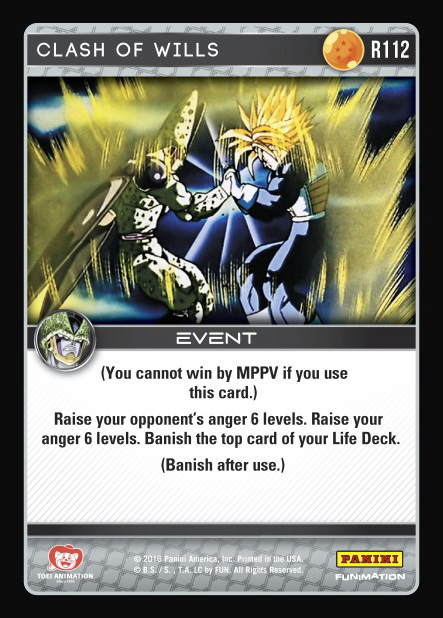 CLASH OF WILLS
R112
EVENT
(You cannot win by MPPV if you use
this card.)
Raise your opponent's anger 6 levels. Raise your
anger 6 levels. Banish the top card of your Life Deck.
(Banish after use.)
TOEI ANIMATION
© 2016 Panini America, Inc. Printed in the USA.
© B.S. / S. , T.A. LC by FUN. All Rights Reserved.
PANINI
FUNIMATION